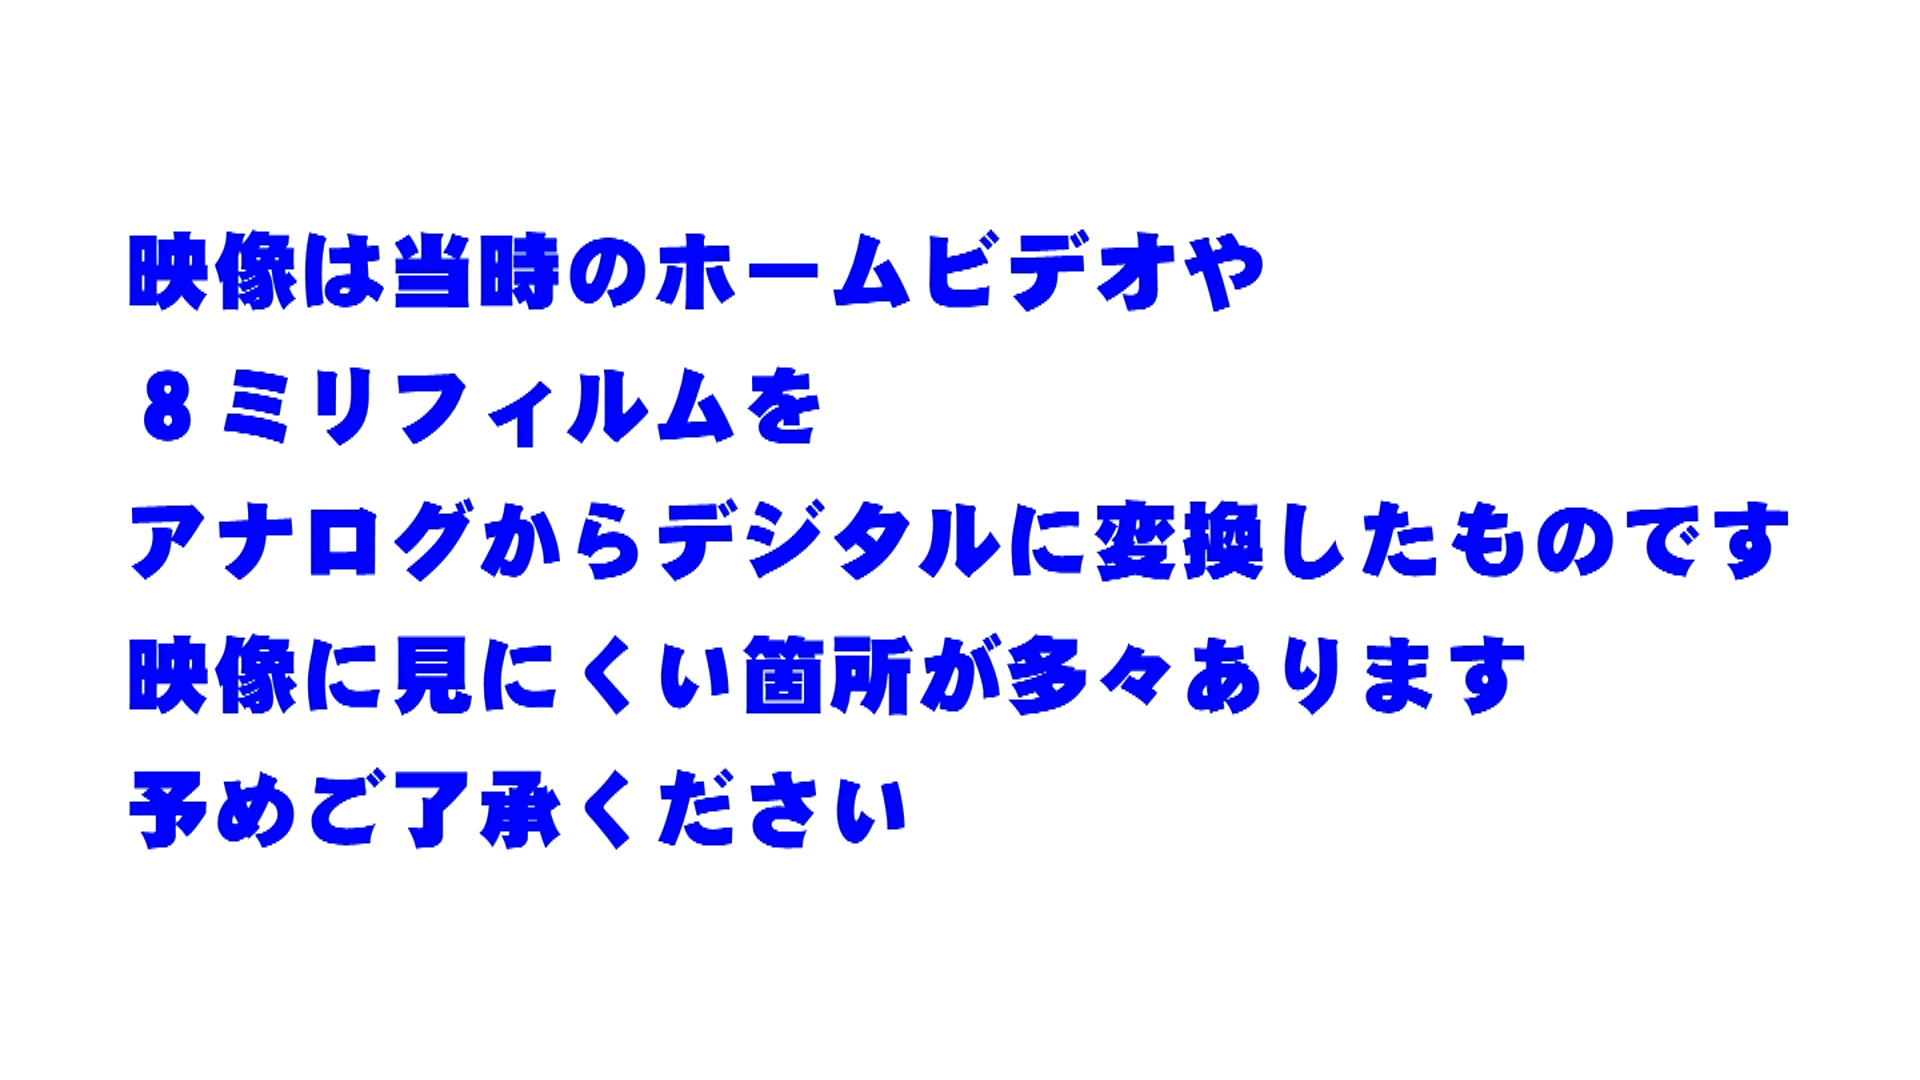 映像は当時のホームビデオや
８ミリフィルムを
アナログからデジタルに変換したものです
映像に見にくい箇所が多々あります
予めご了承ください